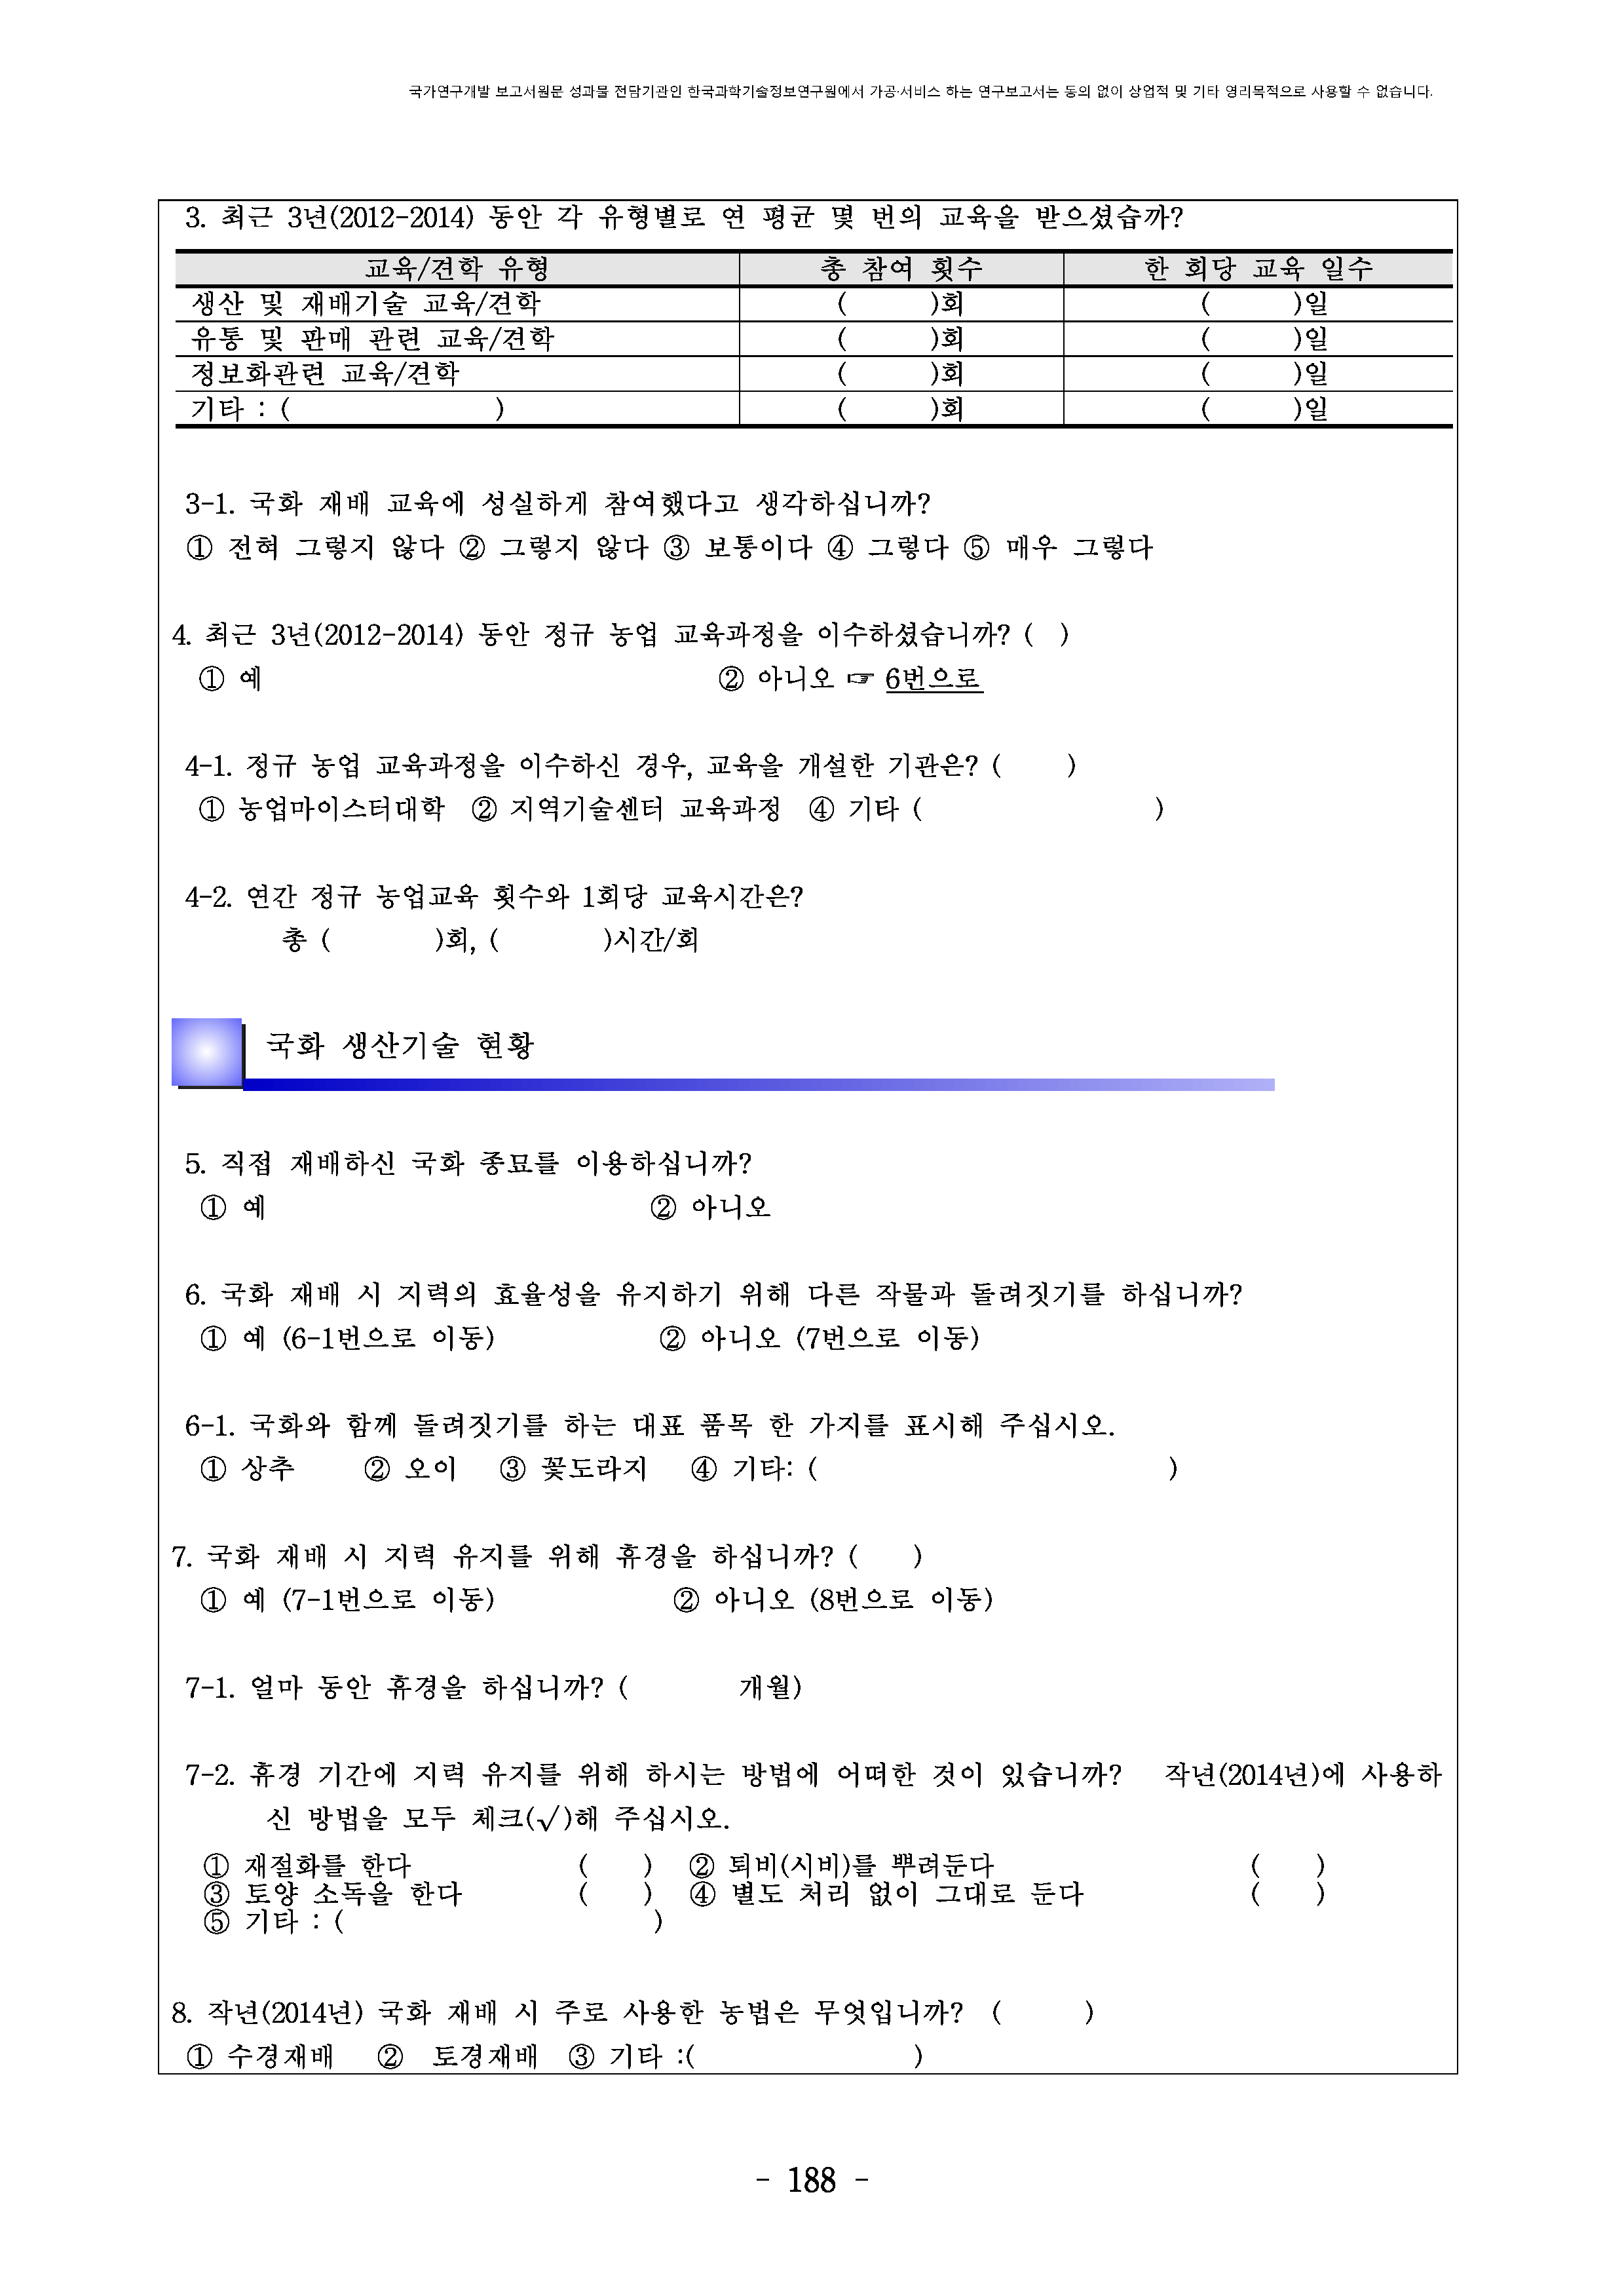 국가연구개발 보고서원문 성과물 전담기관인 한국과학기술정보연구원에서 가공·서비스 하는 연구보고서는 동의 없이 상업적 및 기타 영리목적으로 사용할 수 없습니다.
3. 최근 3년(2012-2014) 동안 각 유형별로 연 평균 몇 번의 교육을 받으셨습까?
교육/견학 유형 총 참여 횟수 한 회당 교육 일수
생산 및 재배기술 교육/견학 ( )회 ( )일
유통 및 판매 관련 교육/견학 ( )회 ( )일
정보화관련 교육/견학 ( )회 ( )일
기타 : ( ) ( )회 ( )일
3-1. 국화 재배 교육에 성실하게 참여했다고 생각하십니까?
① 전혀 그렇지 않다 ② 그렇지 않다 ③ 보통이다 ④ 그렇다 ⑤ 매우 그렇다
4. 최근 3년(2012-2014) 동안 정규 농업 교육과정을 이수하셨습니까? ( )
① 예 ② 아니오 ☞ 6번으로
4-1. 정규 농업 교육과정을 이수하신 경우, 교육을 개설한 기관은? ( )
① 농업마이스터대학 ② 지역기술센터 교육과정 ④ 기타 ( )
4-2. 연간 정규 농업교육 횟수와 1회당 교육시간은?
총 ( )회, ( )시간/회
국화 생산기술 현황
5. 직접 재배하신 국화 종묘를 이용하십니까?
① 예 ② 아니오
6. 국화 재배 시 지력의 효율성을 유지하기 위해 다른 작물과 돌려짓기를 하십니까?
① 예 (6-1번으로 이동) ② 아니오 (7번으로 이동)
6-1. 국화와 함께 돌려짓기를 하는 대표 품목 한 가지를 표시해 주십시오.
① 상추 ② 오이 ③ 꽃도라지 ④ 기타: ( )
7. 국화 재배 시 지력 유지를 위해 휴경을 하십니까? ( )
① 예 (7-1번으로 이동) ② 아니오 (8번으로 이동)
7-1. 얼마 동안 휴경을 하십니까? ( 개월)
7-2. 휴경 기간에 지력 유지를 위해 하시는 방법에 어떠한 것이 있습니까? 작년(2014년)에 사용하
신 방법을 모두 체크(√)해 주십시오.
① 재절화를 한다 ( ) ② 퇴비(시비)를 뿌려둔다 ( )
③ 토양 소독을 한다 ( ) ④ 별도 처리 없이 그대로 둔다 ( )
⑤ 기타 : ( )
8. 작년(2014년) 국화 재배 시 주로 사용한 농법은 무엇입니까? ( )
① 수경재배 ② 토경재배 ③ 기타 :( )
- 188 -